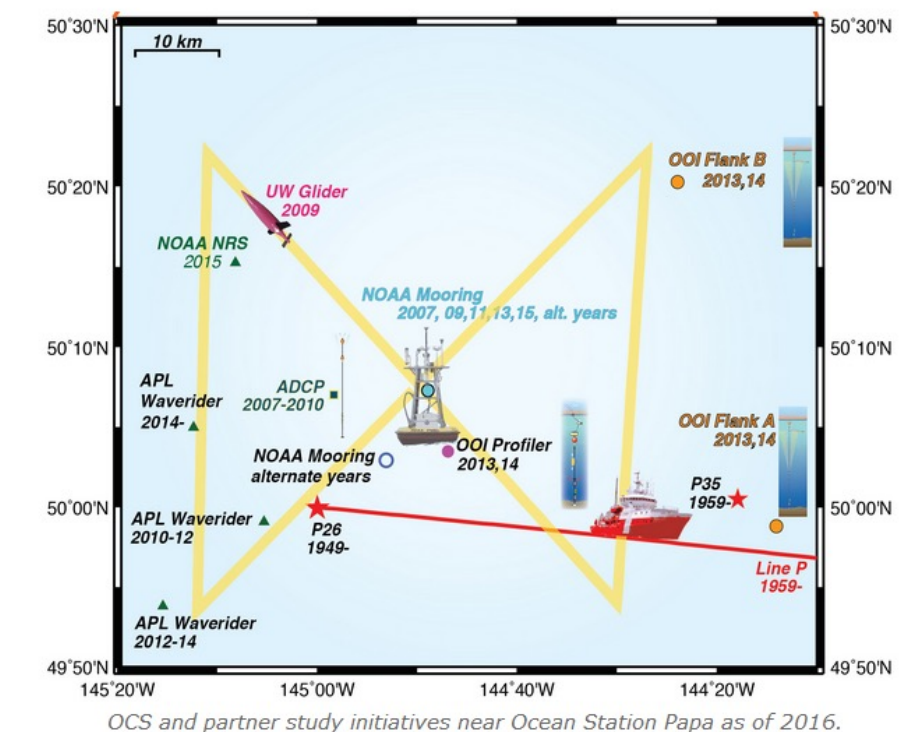 50°30'N
50°30'N
10 km
OOI Flank B
2013,14
50°20'N
50°20'N
UW Glider
2009
NOAA NRS
2015
NOAA Mooring
2007, 09,11,13,15, alt. years
50°10'N
50°10'N
APL
Waverider
2014-
ADCP
2007-2010
OOI Flank A
2013,14
NOAA Mooring
alternate years
OOI Profiler
2013,14
P35
1959-
50°00'N
50°00'N
APL Waverider
2010-12
P26
1949-
Line P
1959-
APL Waverider
2012-14
49°50'N
49°50'N
145°20'W
145°00'W
144°40'W
144°20'W
OCS and partner study initiatives near Ocean Station Papa as of 2016.